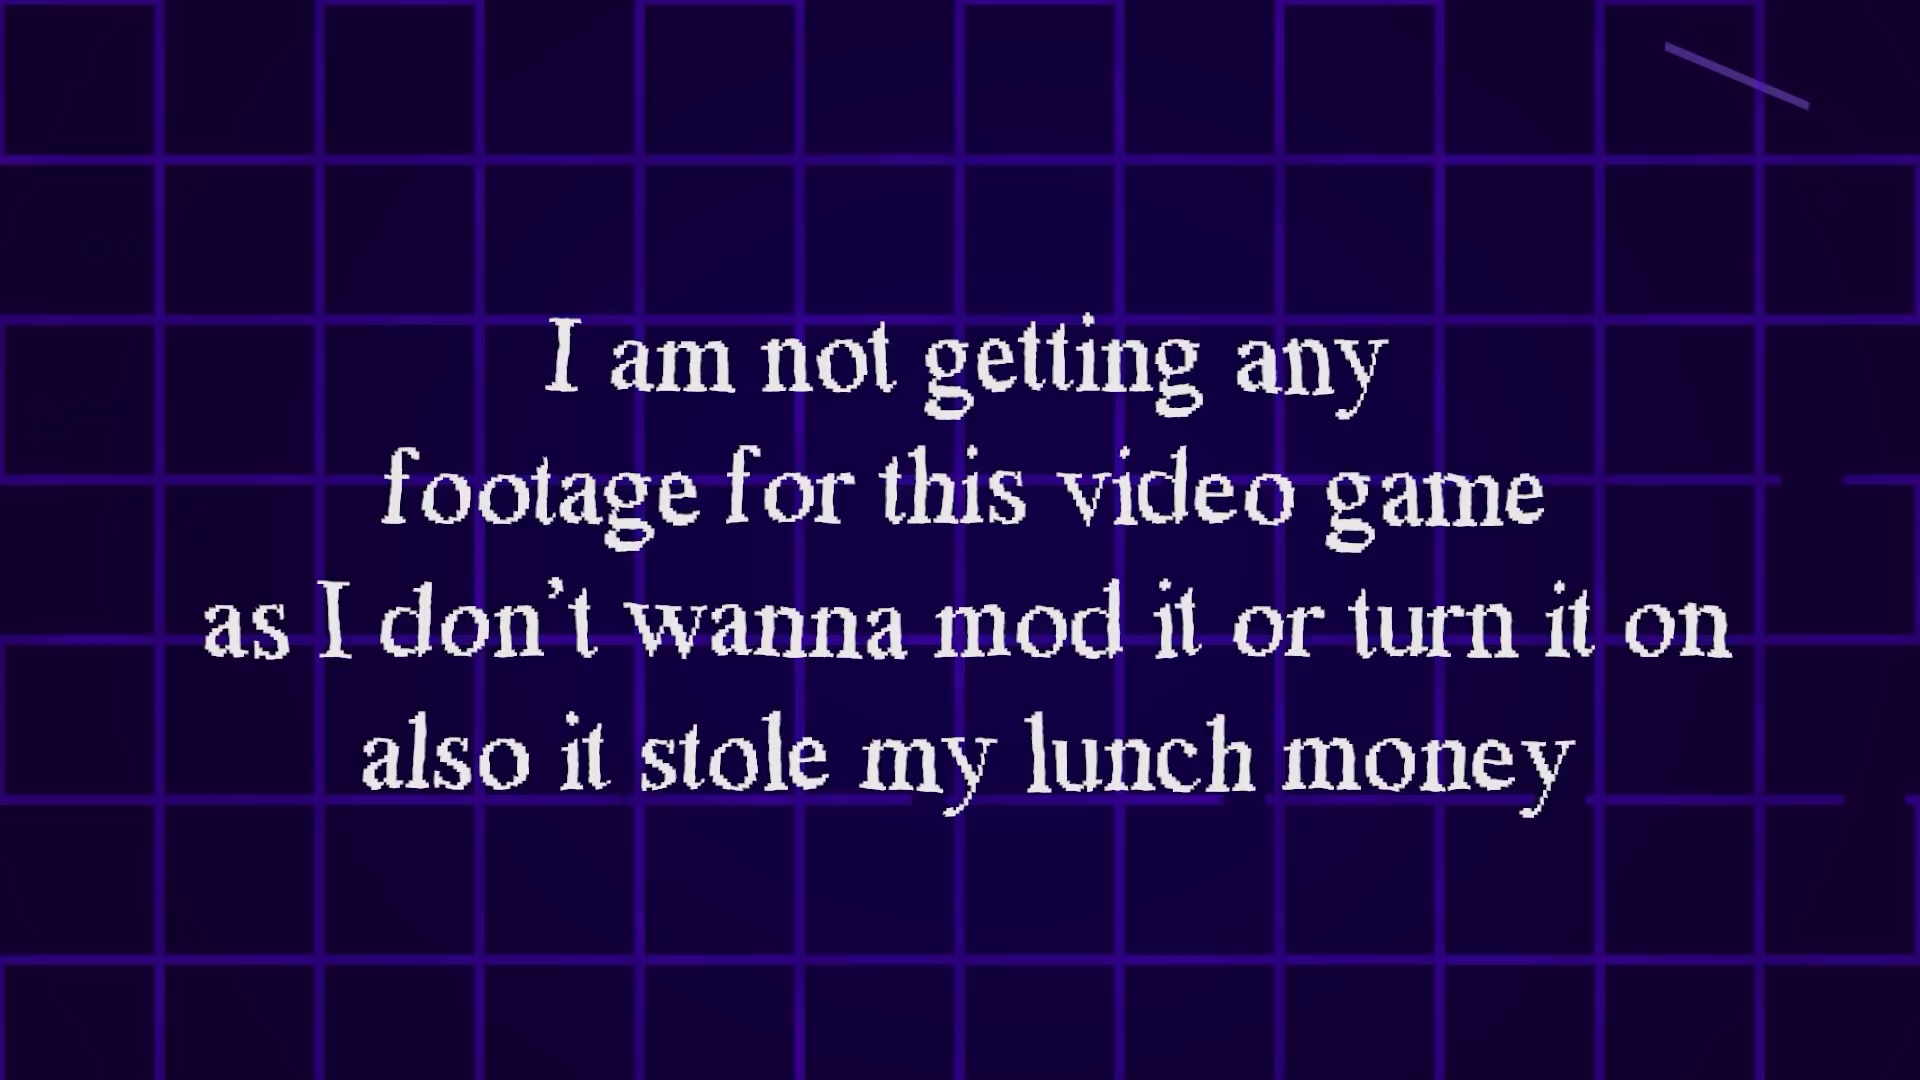 I am not getting any
footage for this video game
as I don't wanna mod it or turn it on
also it stole my lunch money